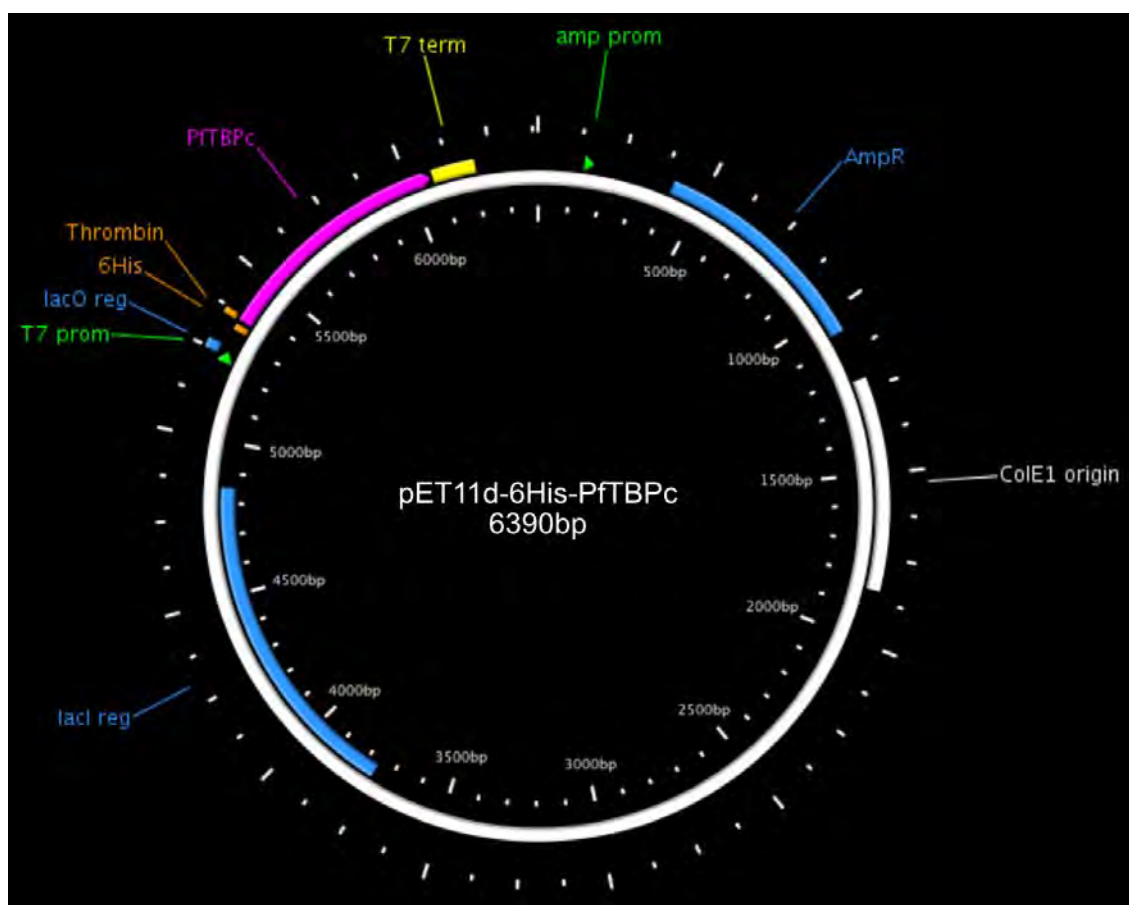 T7 term
amp prom
PfTBPc
AmpR
Thrombin
6His
lacO reg
T7 prom
6000bp
500bp
5500bp
1000bp
5000bp
1500bp
ColE1 origin
pET11d-6His-PfTBPc
6390bp
4500bp
2000bp
4000bp
2500bp
lacI reg
3500bp
3000bp